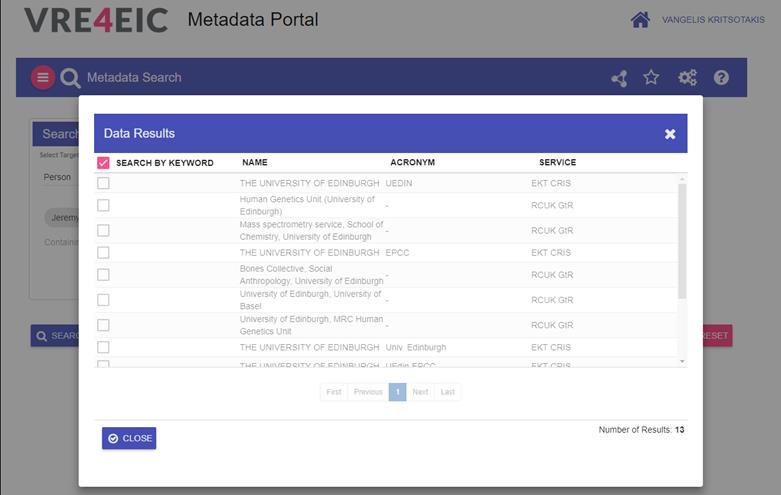 VRE4EIC Metadata Portal
VANGELIS KRITSOTAKIS
Metadata Search
Search
Select Target
Person
Jeremy
Containin
Data Results
SEARCH BY KEYWORD NAME ACRONYM SERVICE
THE UNIVERSITY OF EDINBURGH UEDIN EKT CRIS
Human Genetics Unit (University of
Edinburgh) - RCUK GtR
Mass spectrometry service, School of
Chemistry, University of Edinburgh - RCUK GtR
THE UNIVERSITY OF EDINBURGH EPCC EKT CRIS
Bones Collective, Social
Anthropology, University of Edinburgh - RCUK GtR
University of Edinburgh, University of
Basel - RCUK GtR
University of Edinburgh, MRC Human
Genetics Unit - RCUK GtR
THE UNIVERSITY OF EDINBURGH Univ. Edinburgh EKT CRIS
THE UNIVERSITY OF EDINBURGH UEdin EPCC EKT CRIS
SEARC
RESET
First Previous 1 Next Last
Number of Results: 13
CLOSE